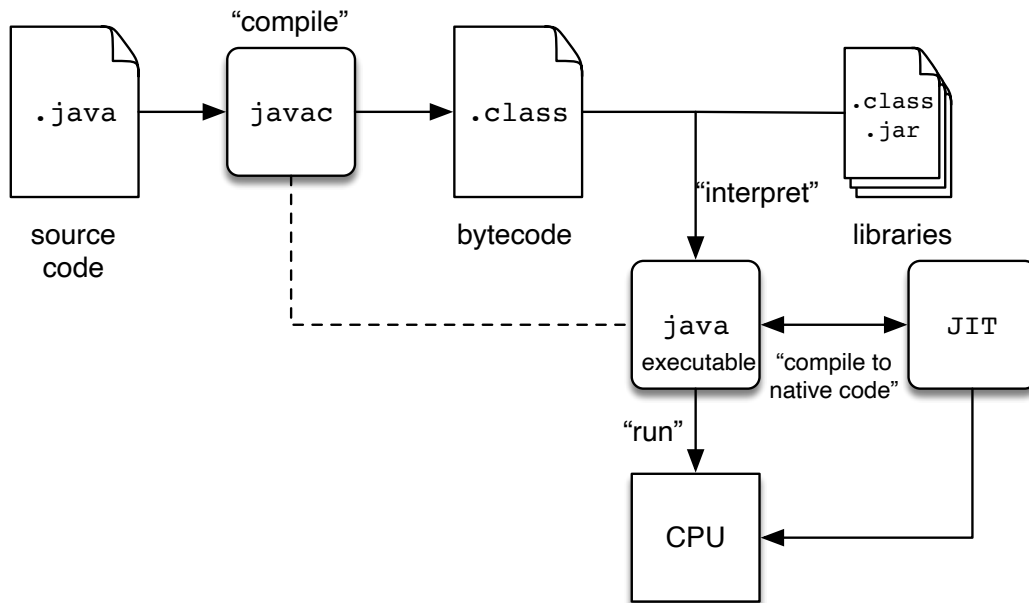 “compile”
.java
javac
.class
.class
.jar
source
code
bytecode
“interpret”
libraries
java
executable
JIT
“compile to
native code”
“run”
CPU